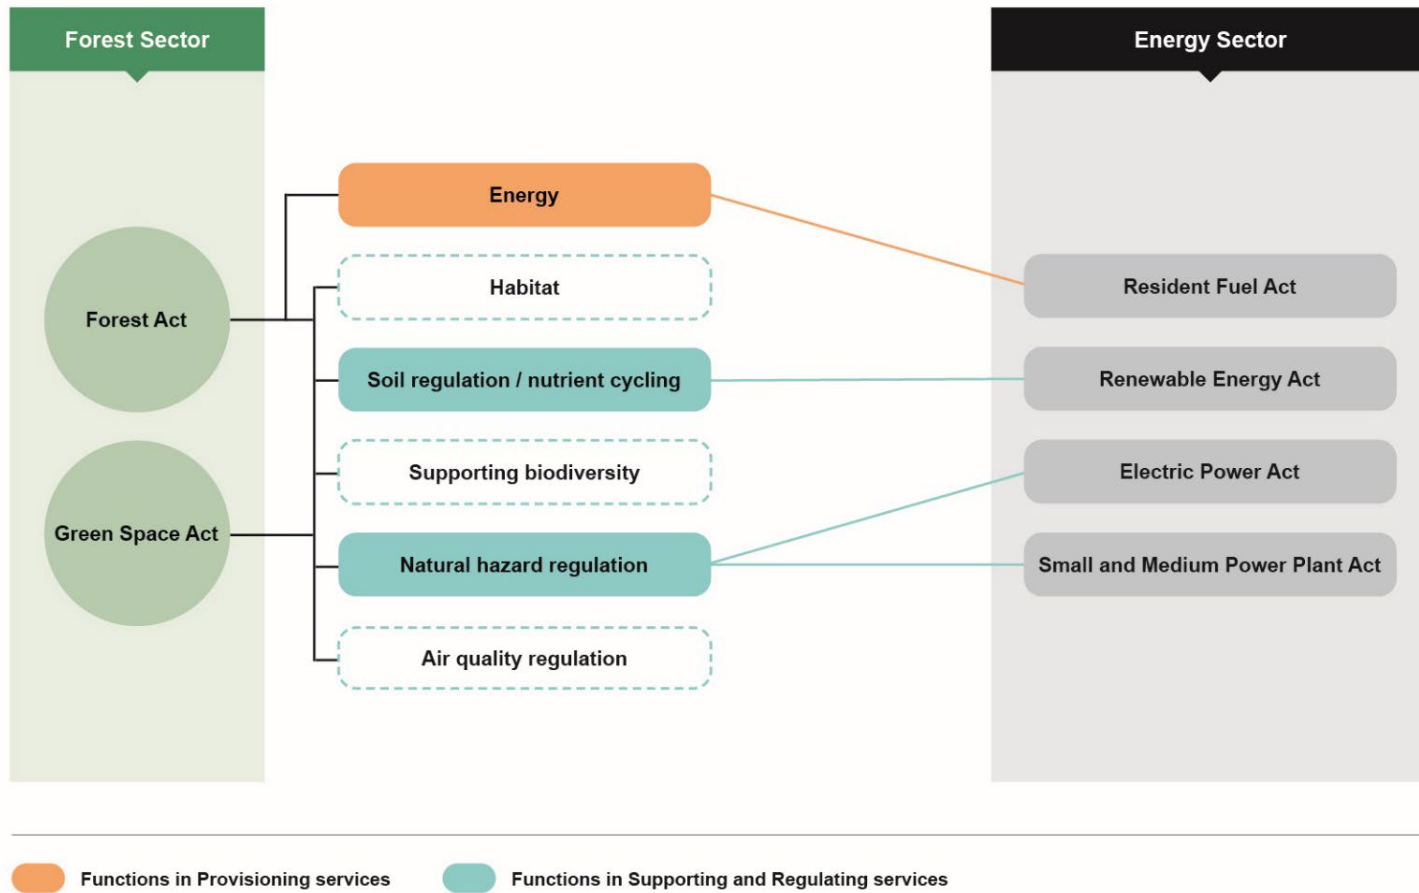 Forest Sector
Energy Sector
Energy
Habitat
Soil regulation / nutrient cycling
Supporting biodiversity
Natural hazard regulation
Air quality regulation
Forest Act
Green Space Act
Resident Fuel Act
Renewable Energy Act
Electric Power Act
Small and Medium Power Plant Act
Functions in Provisioning services
Functions in Supporting and Regulating services